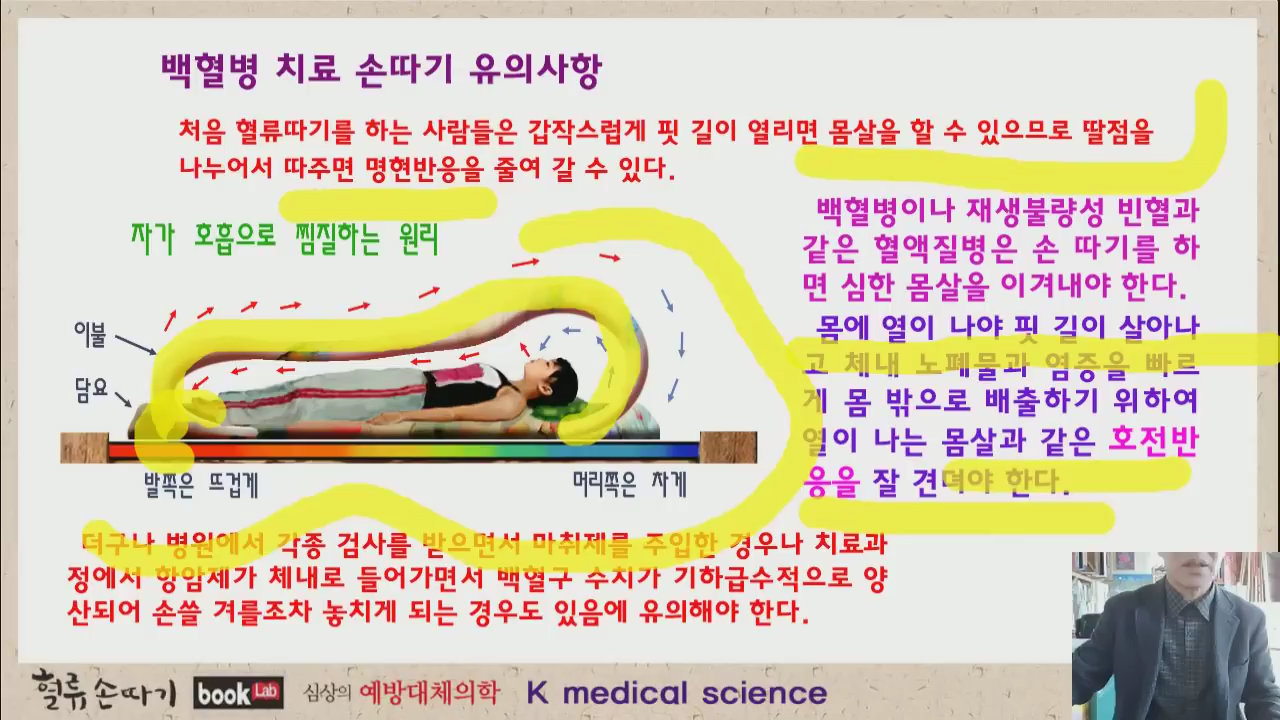 백혈병 치료 손따기 유의사항
처음 혈류따기를 하는 사람들은 갑작스럽게 핏 길이 열리면 몸살을 할 수 있으므로 딸점을
나누어서 따주면 명현반응을 줄여 갈 수 있다.
자가 호흡으로 찜질하는 원리
이불
담요
발쪽은 뜨겁게
머리쪽은 차게
백혈병이나 재생불량성 빈혈과
같은 혈액질병은 손 따기를 하
면 심한 몸살을 이겨내야 한다.
몸에 열이 나야 핏 길이 살아나
고 체내 노폐물과 염증을 빠르
게 몸 밖으로 배출하기 위하여
열이 나는 몸살과 같은 호전반
응을 잘 견뎌야 한다.
더구나 병원에서 각종 검사를 받으면서 마취제를 주입한 경우나 치료과
정에서 항암제가 체내로 들어가면서 백혈구 수치가 기하급수적으로 양
산되어 손쓸 겨를조차 놓치게 되는 경우도 있음에 유의해야 한다.
혈류 손따기 book Lab 심상의 예방대체의학 K medical science